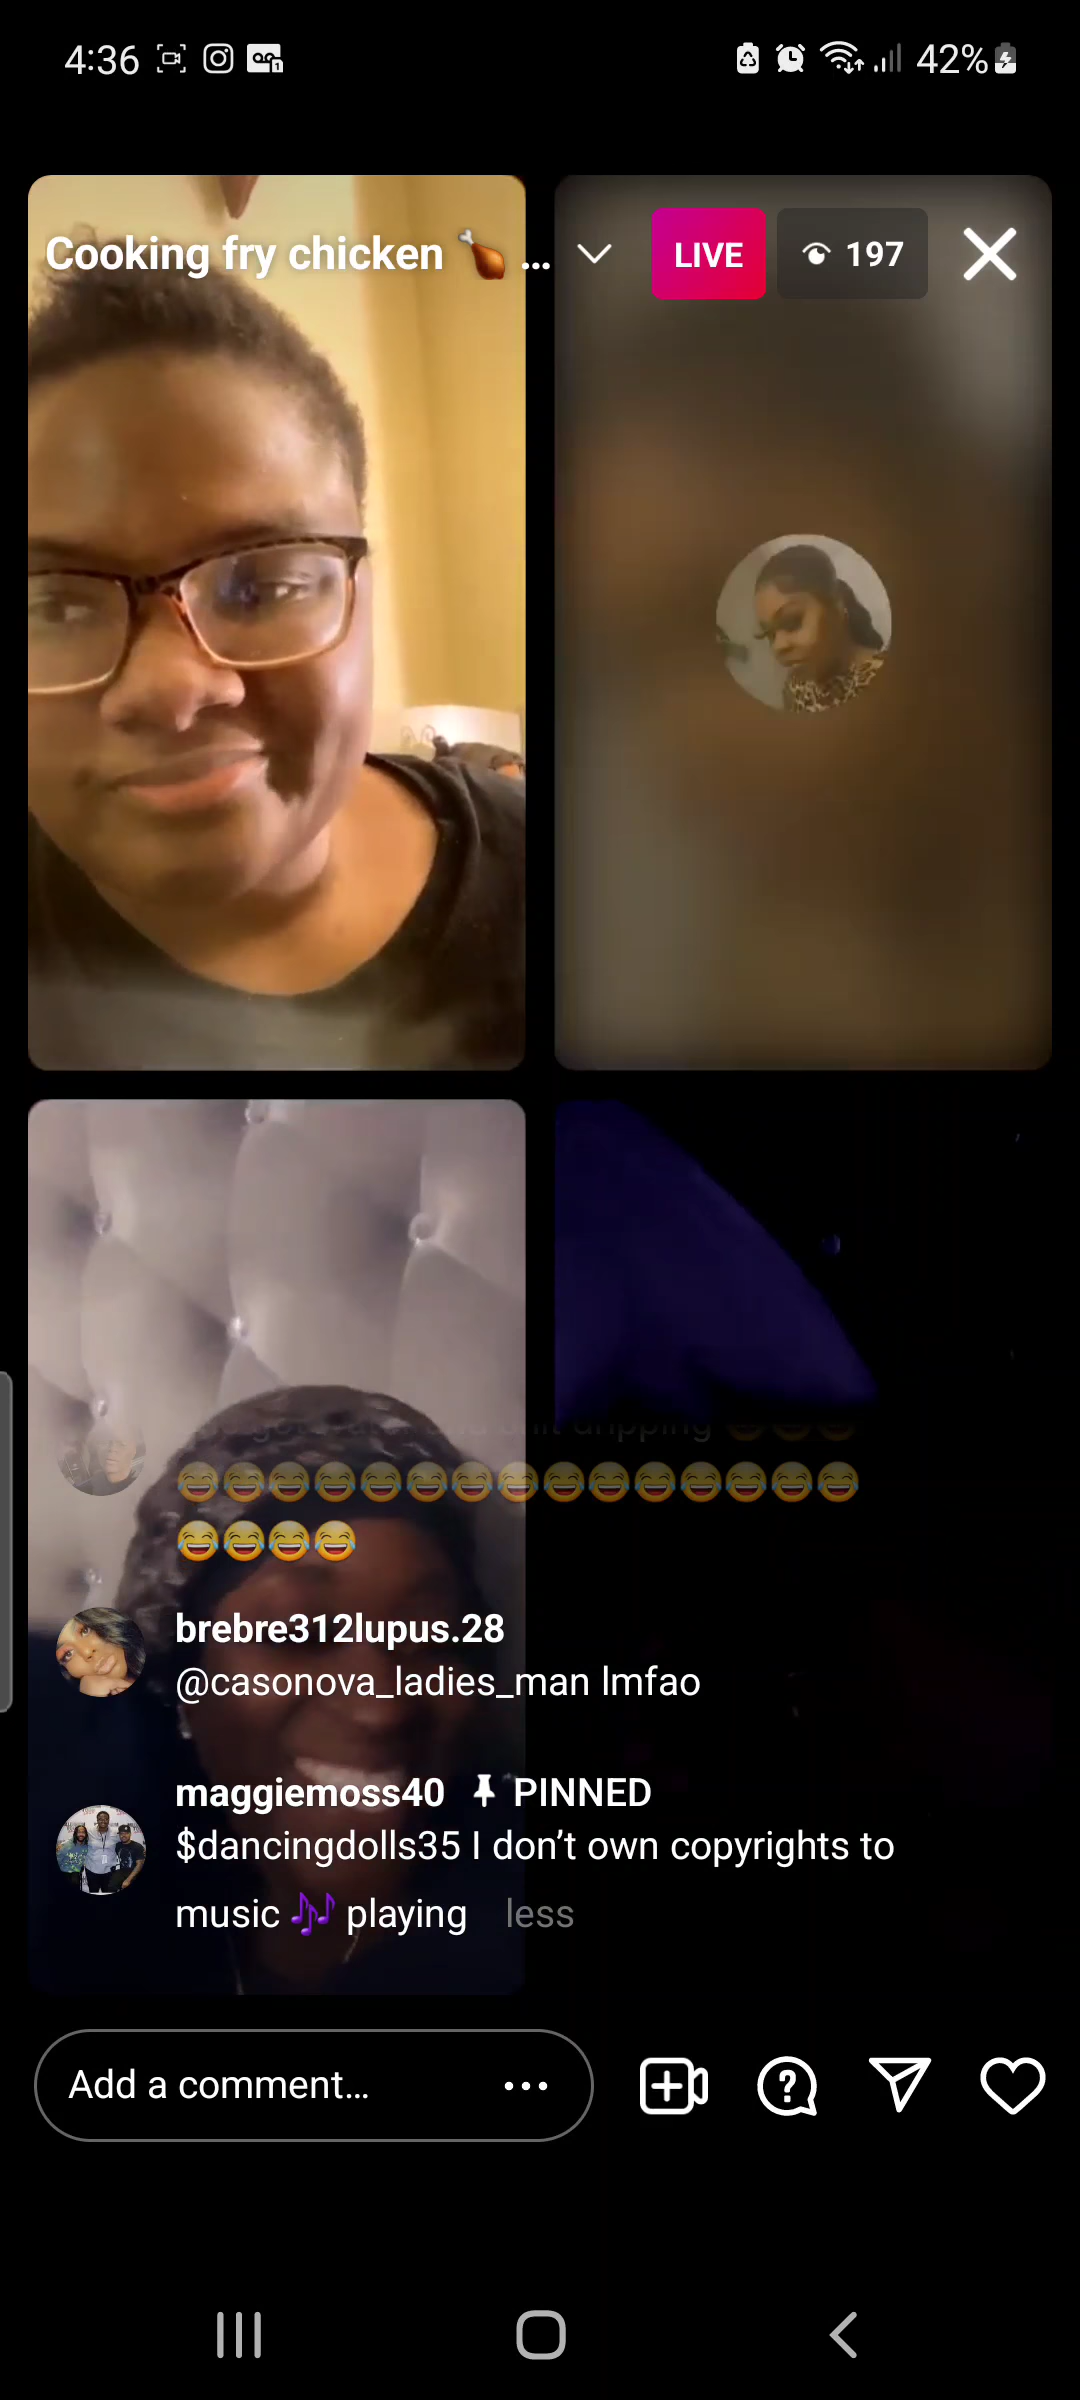 4:36 42%
Cooking fry chicken 🍗 ... LIVE 197
dripping 😂😂😂
😂😂😂😂😂😂😂😂😂😂😂😂😂😂😂
😂😂😂😂
brebre312lupus.28
@casonova_ladies_man lmfao
maggiemoss40 PINNED
$dancingdolls35 I don’t own copyrights to
music 🎶 playing less
Add a comment...